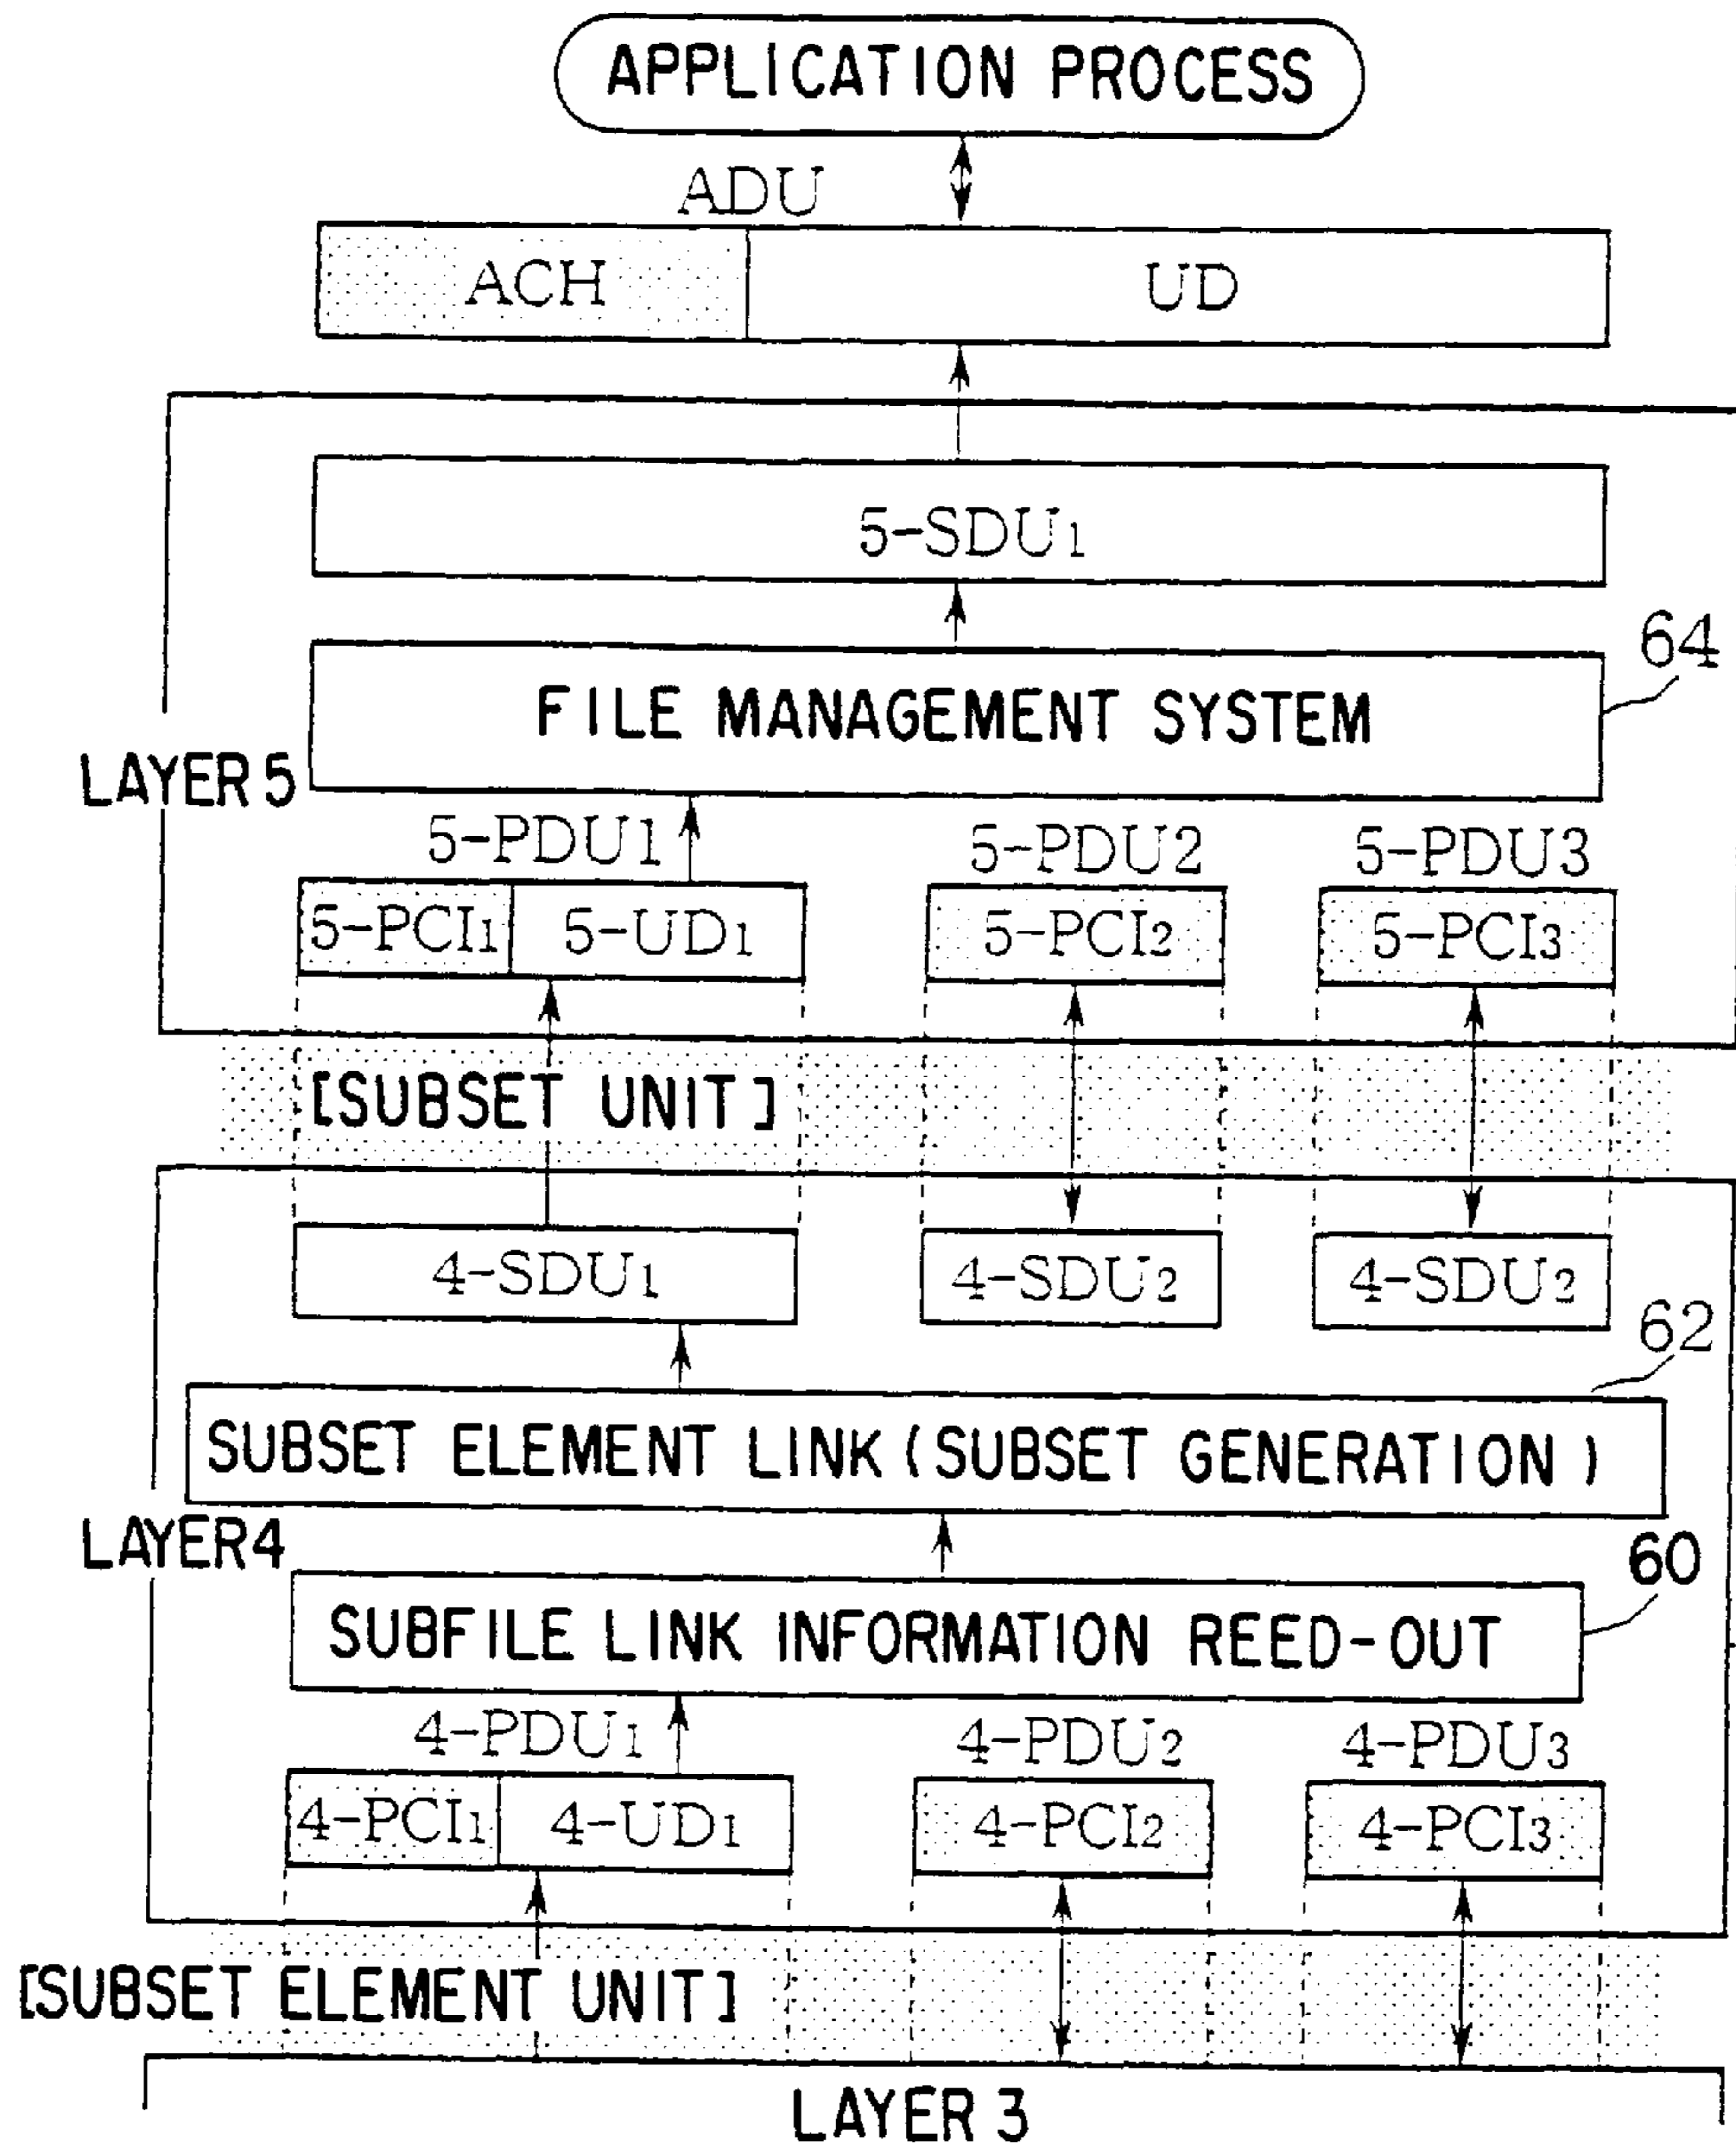 APPLICATION PROCESS
ADU
ACH UD
5-SDU1
64
FILE MANAGEMENT SYSTEM
LAYER 5
5-PDU1 5-PDU2 5-PDU3
5-PCI1 5-UD1 5-PCI2 5-PCI3
[SUBSET UNIT]
4-SDU1 4-SDU2 4-SDU2
62
SUBSET ELEMENT LINK (SUBSET GENERATION)
LAYER4
60
SUBFILE LINK INFORMATION REED-OUT
4-PDU1 4-PDU2 4-PDU3
4-PCI1 4-UD1 4-PCI2 4-PCI3
[SUBSET ELEMENT UNIT]
LAYER 3